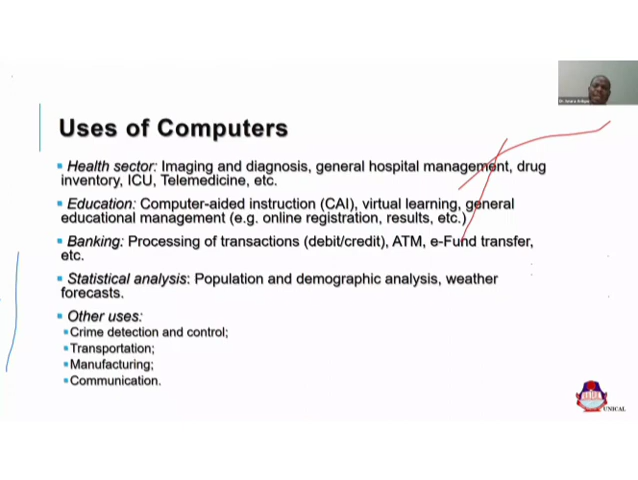 Uses of Computers
▪ Health sector: Imaging and diagnosis, general hospital management, drug
inventory, ICU, Telemedicine, etc.
▪ Education: Computer-aided instruction (CAI), virtual learning, general
educational management (e.g. online registration, results, etc.)
▪ Banking: Processing of transactions (debit/credit), ATM, e-Fund transfer,
etc.
▪ Statistical analysis: Population and demographic analysis, weather
forecasts.
▪ Other uses:
▪ Crime detection and control;
▪ Transportation;
▪ Manufacturing;
▪ Communication.
UNICAL